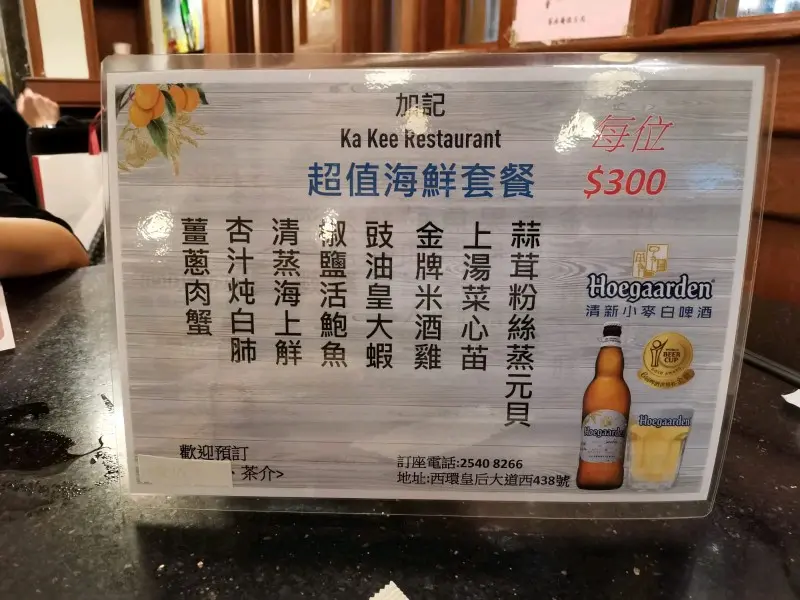 加記
Ka Kee Restaurant
超值海鮮套餐
每位
$300
蒜茸粉絲蒸元貝
上湯菜心苗
金牌米酒雞
豉油皇大蝦
椒鹽活鮑魚
清蒸海上鮮
杏汁炖白肺
薑蔥肉蟹
Hoegaarden
清新小麥白啤酒
WORLD
BEER
CUP
Hoegaarden
Hoegaarden
歡迎預訂
、茶介>
訂座電話:2540 8266
地址:西環皇后大道西438號